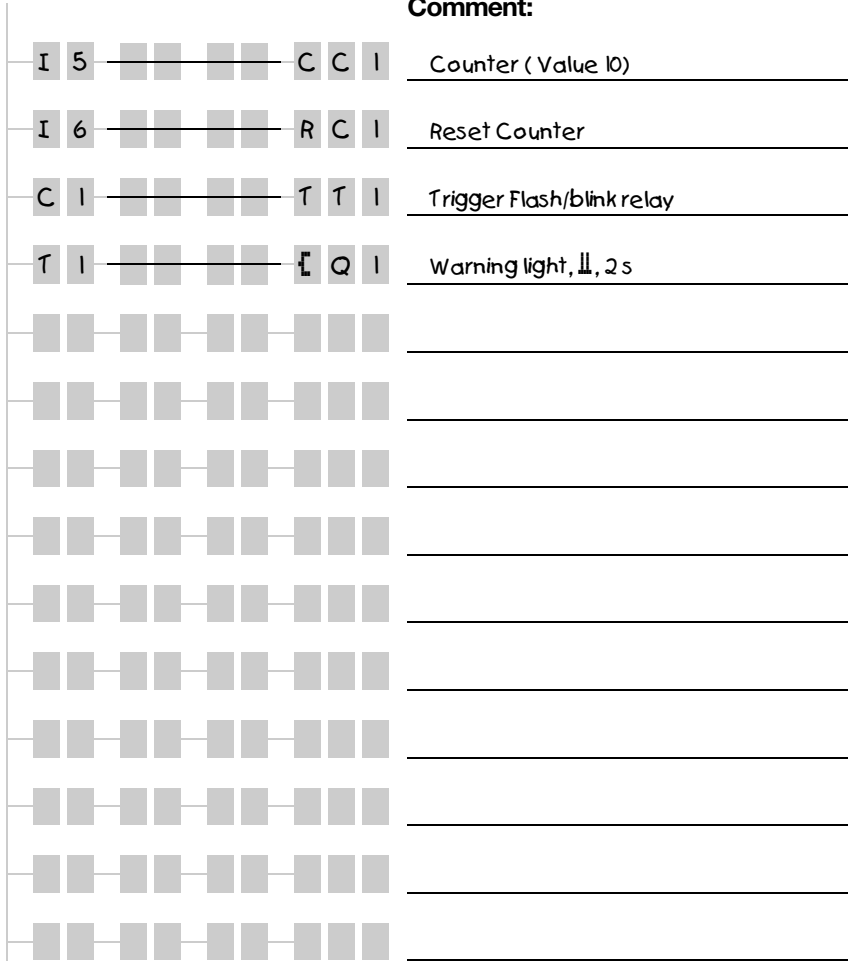 Comment:
I 5 C C 1 Counter (Value 10)
I 6 R C 1 Reset Counter
C 1 T T 1 Trigger Flash/blink relay
T 1 [ Q 1 Warning light, ⨿, 2 s